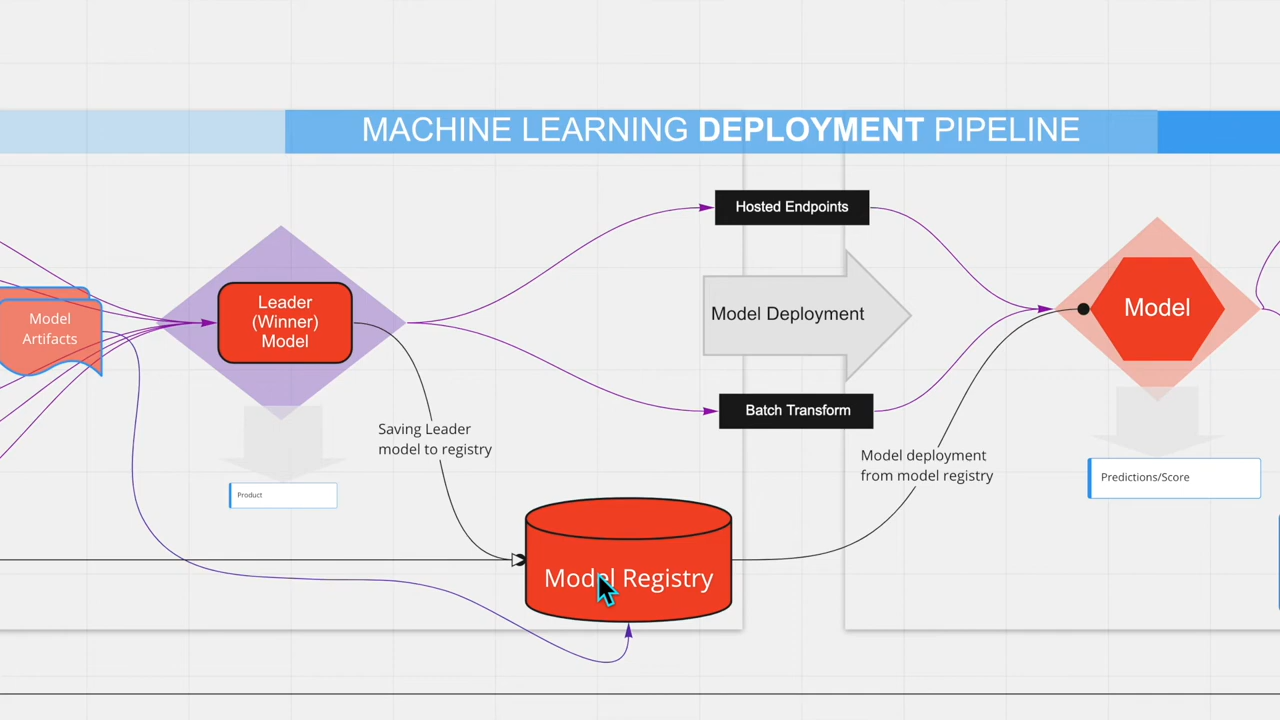 MACHINE LEARNING DEPLOYMENT PIPELINE
Hosted Endpoints
Model
Artifacts
Leader
(Winner)
Model
Model Deployment
Model
Batch Transform
Saving Leader
model to registry
Model deployment
from model registry
Predictions/Score
Product
Model Registry